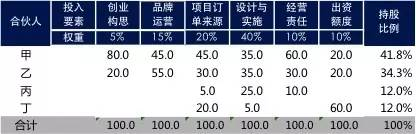 合伙人 投入要素 创业构思 品牌运营 项目订单来源 设计与实施 经营责任 出资额度 持股比例
权重 5% 15% 20% 40% 10% 10%
甲 80.0 45.0 45.0 35.0 60.0 20.0 41.8%
乙 20.0 55.0 30.0 35.0 30.0 20.0 34.3%
丙 5.0 25.0 10.0 12.0%
丁 20.0 5.0 60.0 12.0%
合计 100.0 100.0 100.0 100.0 100.0 100.0 100%